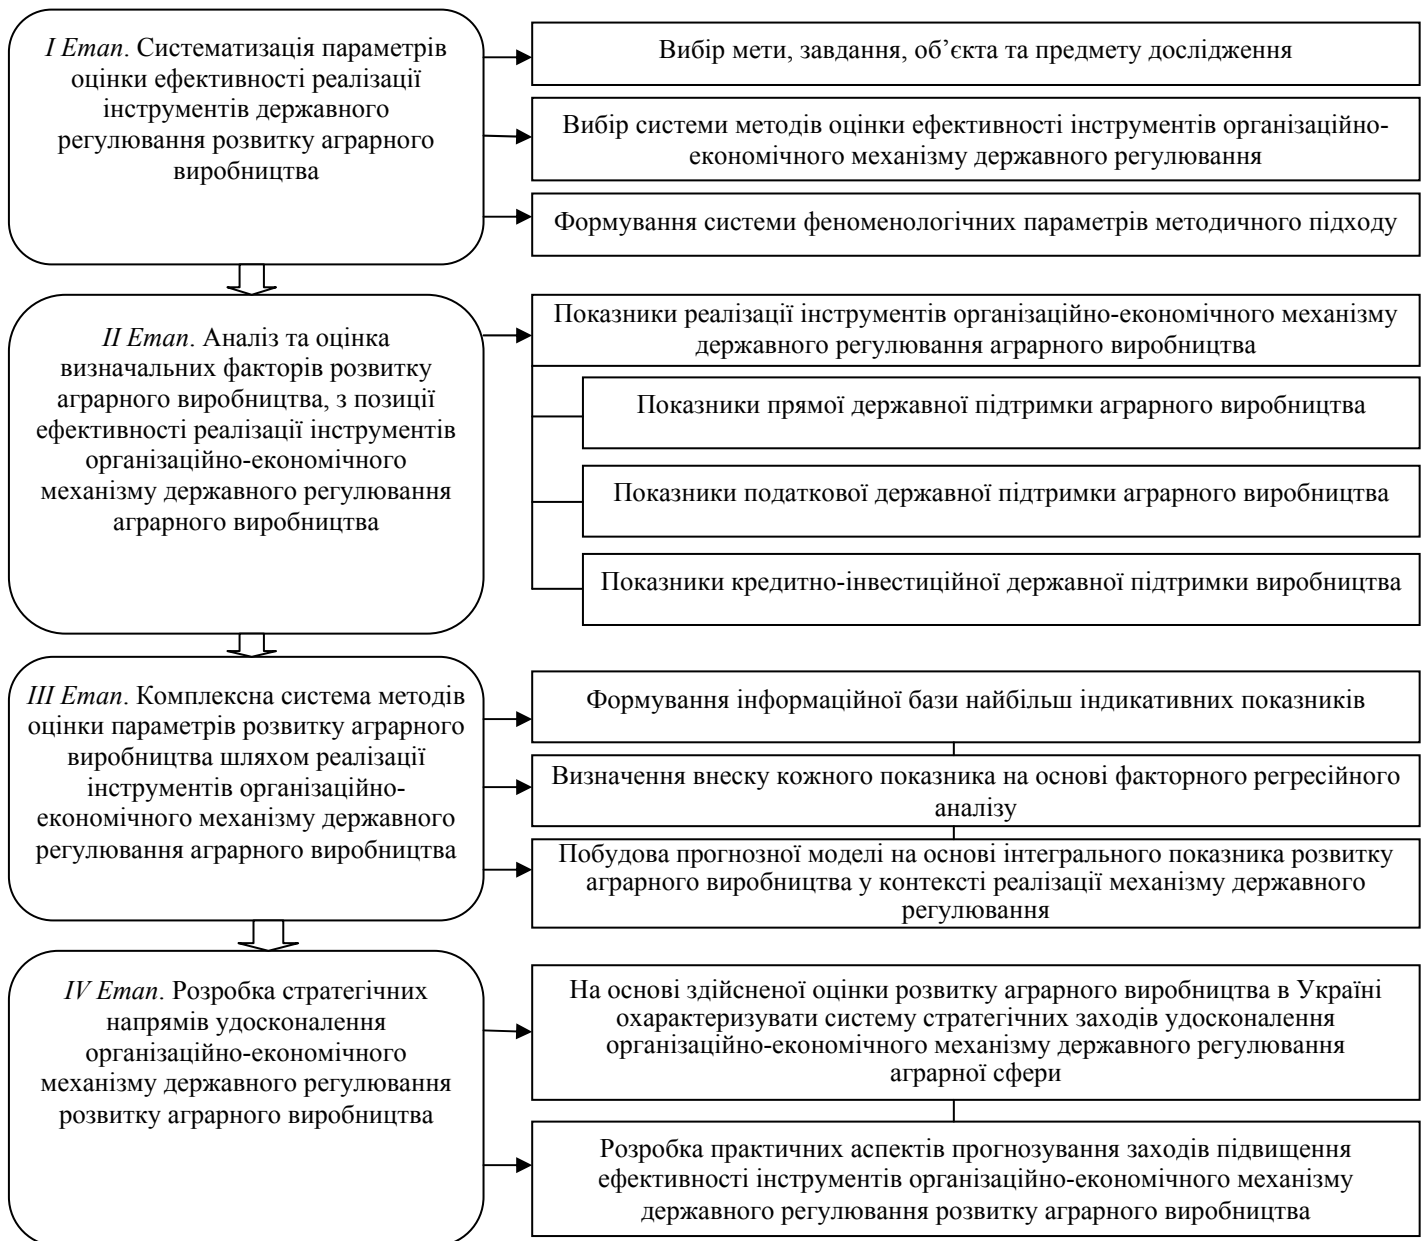 I Етап. Систематизація параметрів
оцінки ефективності реалізації
інструментів державного
регулювання розвитку аграрного
виробництва
Вибір мети, завдання, об’єкта та предмету дослідження
Вибір системи методів оцінки ефективності інструментів організаційно-
економічного механізму державного регулювання
Формування системи феноменологічних параметрів методичного підходу
II Етап. Аналіз та оцінка
визначальних факторів розвитку
аграрного виробництва, з позиції
ефективності реалізації інструментів
організаційно-економічного
механізму державного регулювання
аграрного виробництва
Показники реалізації інструментів організаційно-економічного механізму
державного регулювання аграрного виробництва
Показники прямої державної підтримки аграрного виробництва
Показники податкової державної підтримки аграрного виробництва
Показники кредитно-інвестиційної державної підтримки виробництва
III Етап. Комплексна система методів
оцінки параметрів розвитку аграрного
виробництва шляхом реалізації
інструментів організаційно-
економічного механізму державного
регулювання аграрного виробництва
Формування інформаційної бази найбільш індикативних показників
Визначення внеску кожного показника на основі факторного регресійного
аналізу
Побудова прогнозної моделі на основі інтегрального показника розвитку
аграрного виробництва у контексті реалізації механізму державного
регулювання
IV Етап. Розробка стратегічних
напрямів удосконалення
організаційно-економічного
механізму державного регулювання
розвитку аграрного виробництва
На основі здійсненої оцінки розвитку аграрного виробництва в Україні
охарактеризувати систему стратегічних заходів удосконалення
організаційно-економічного механізму державного регулювання
аграрної сфери
Розробка практичних аспектів прогнозування заходів підвищення
ефективності інструментів організаційно-економічного механізму
державного регулювання розвитку аграрного виробництва